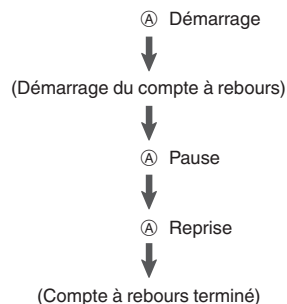 Ⓐ Démarrage
(Démarrage du compte à rebours)
Ⓐ Pause
Ⓐ Reprise
(Compte à rebours terminé)